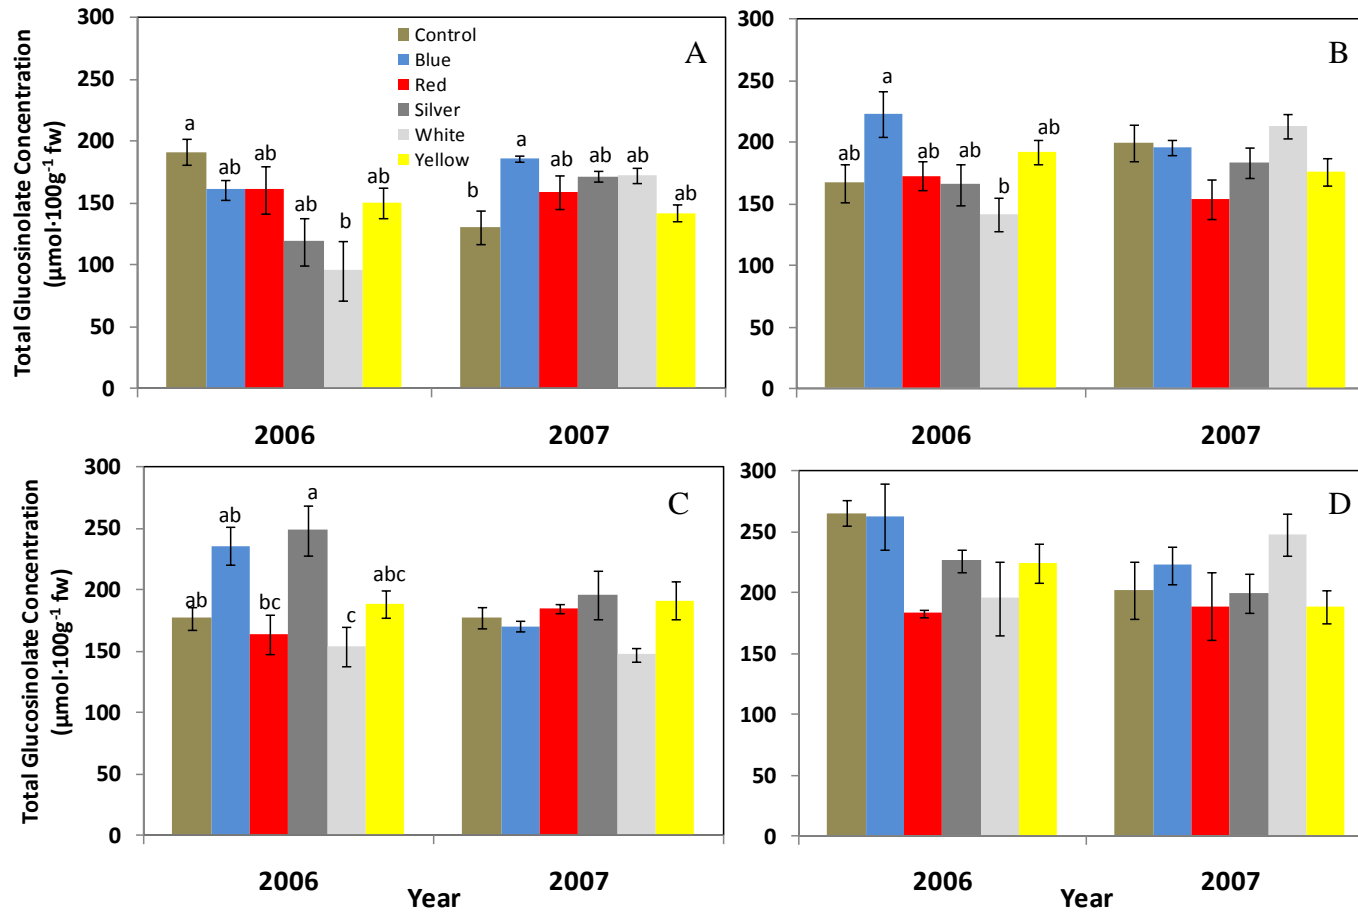 Total Glucosinolate Concentration
(µmol·100g⁻¹ fw)
300
250
200
150
100
50
0
Control
Blue
Red
Silver
White
Yellow
A
a
ab
ab
ab
b
ab
b
a
ab
ab
ab
ab
2006
2007
300
250
200
150
100
50
0
B
ab
a
ab
ab
b
ab
2006
2007
Total Glucosinolate Concentration
(µmol·100g⁻¹ fw)
300
250
200
150
100
50
0
C
ab
ab
bc
a
c
abc
2006
2007
Year
300
250
200
150
100
50
0
D
2006
2007
Year